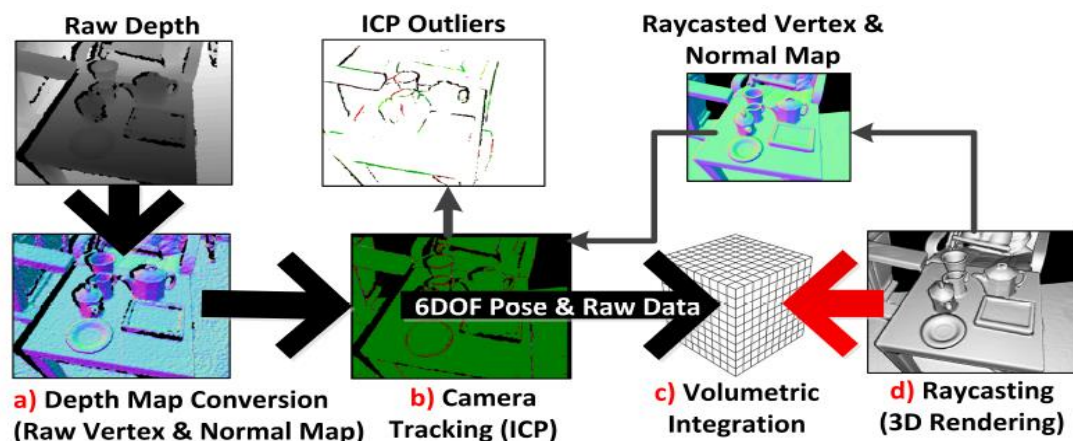 Raw Depth
ICP Outliers
Raycasted Vertex &
Normal Map
6DOF Pose & Raw Data
a) Depth Map Conversion
(Raw Vertex & Normal Map)
b) Camera
Tracking (ICP)
c) Volumetric
Integration
d) Raycasting
(3D Rendering)